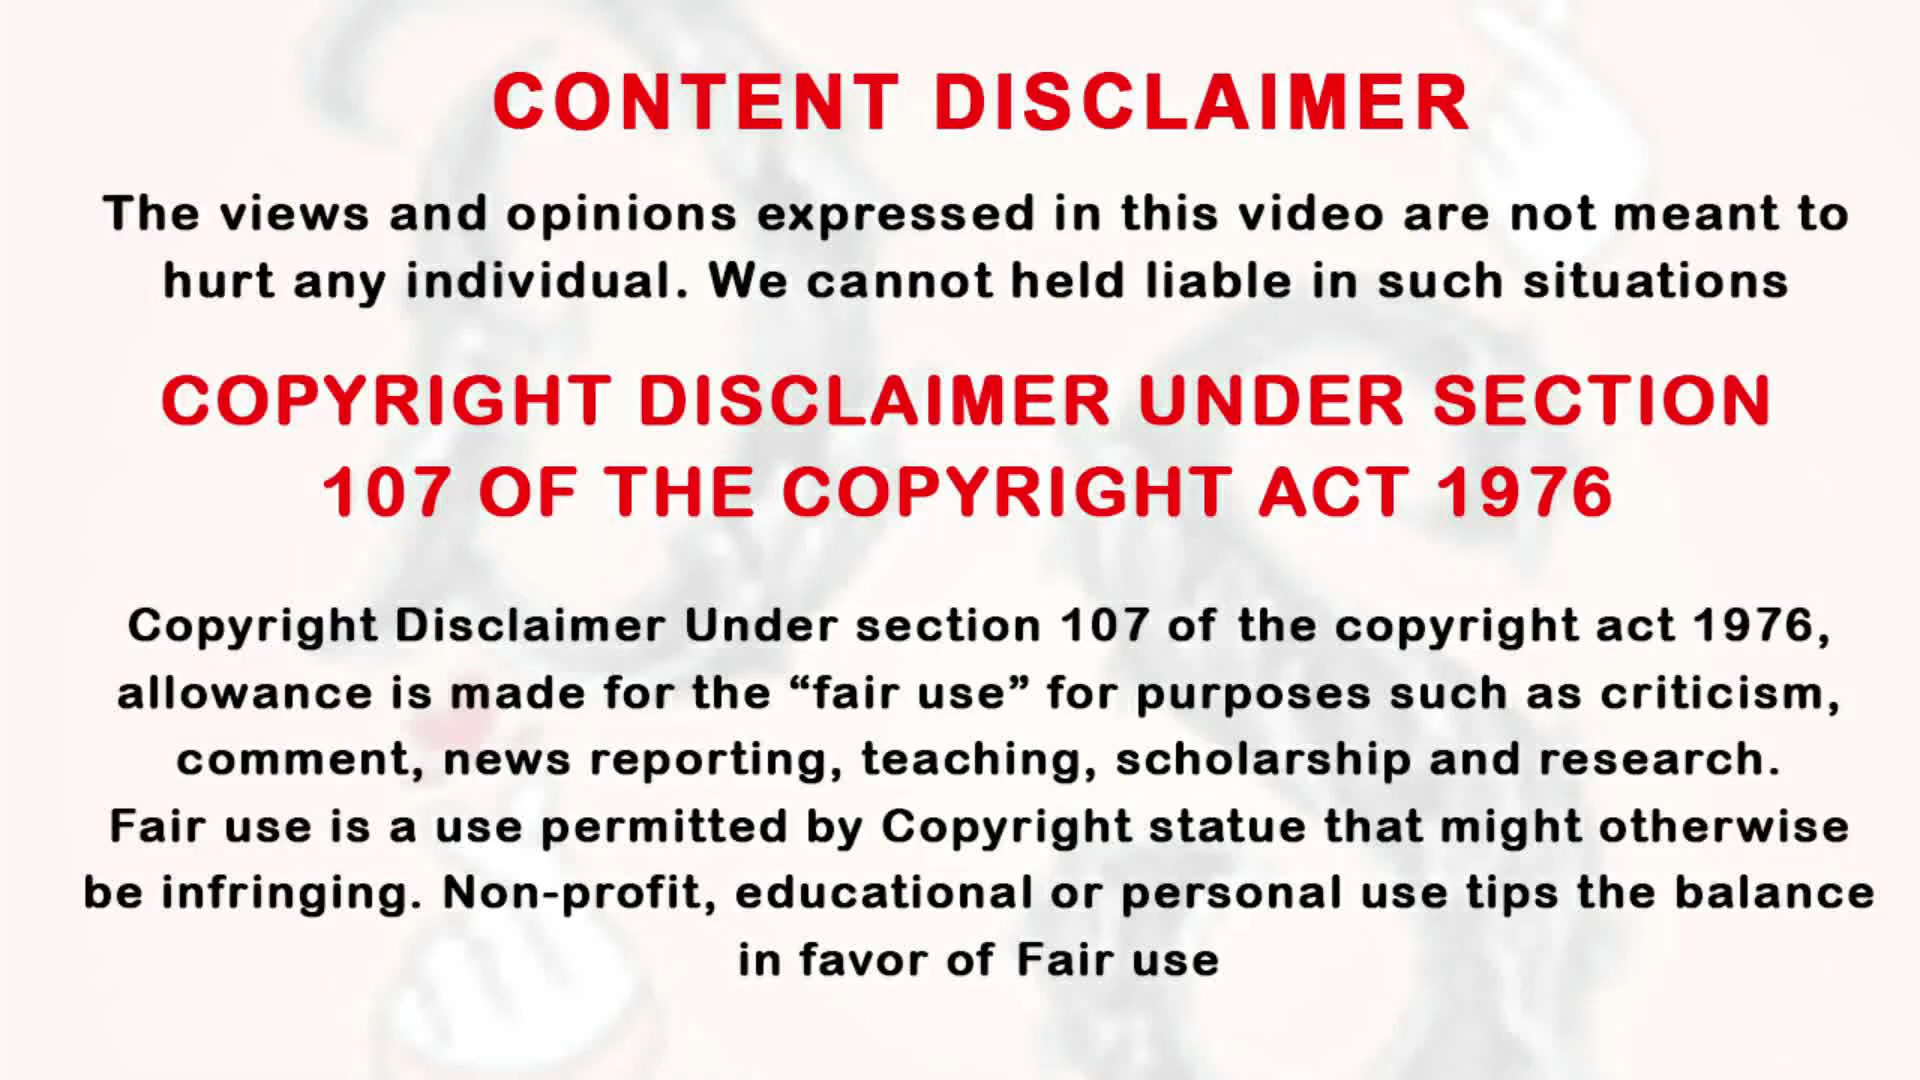 CONTENT DISCLAIMER
The views and opinions expressed in this video are not meant to
hurt any individual. We cannot held liable in such situations
COPYRIGHT DISCLAIMER UNDER SECTION
107 OF THE COPYRIGHT ACT 1976
Copyright Disclaimer Under section 107 of the copyright act 1976,
allowance is made for the “fair use” for purposes such as criticism,
comment, news reporting, teaching, scholarship and research.
Fair use is a use permitted by Copyright statue that might otherwise
be infringing. Non-profit, educational or personal use tips the balance
in favor of Fair use